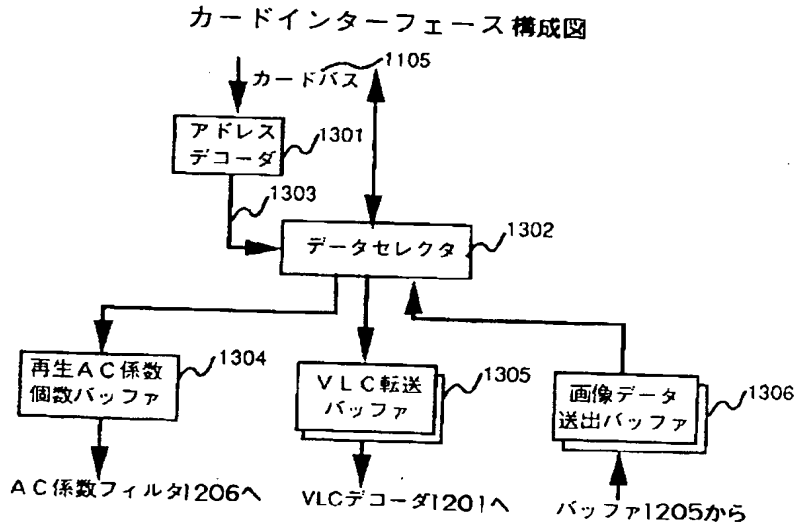 カードインターフェース構成図
1105
カードバス
アドレス
デコーダ
1301
1303
データセレクタ
1302
再生AC係数
個数バッファ
1304
VLC転送
バッファ
1305
画像データ
送出バッファ
1306
AC係数フィルタ1206へ
VLCデコーダ1201へ
バッファ1205から